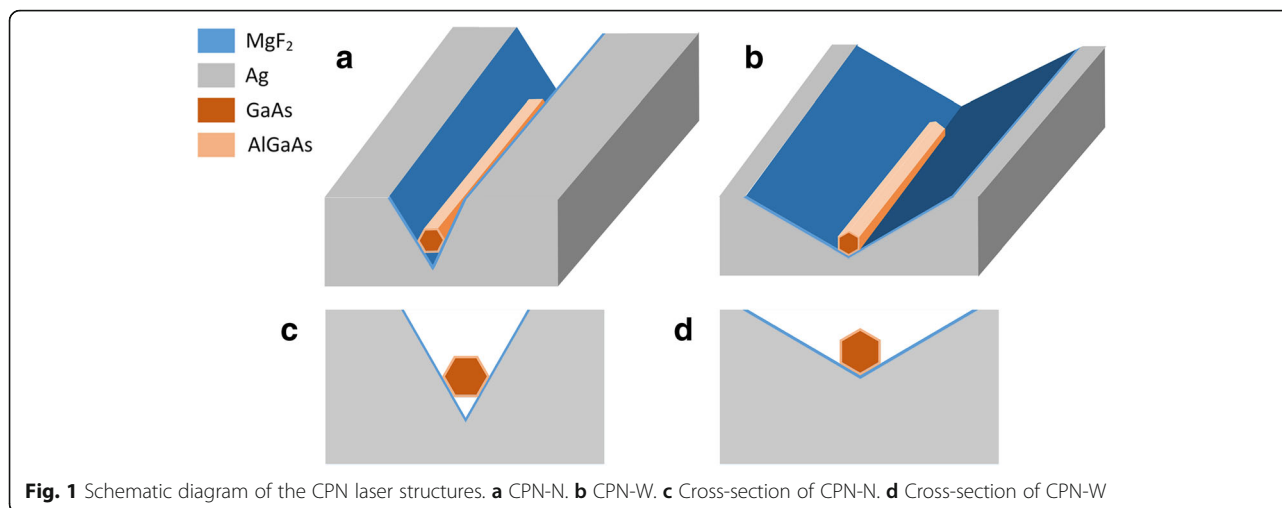 MgF₂
Ag
GaAs
AlGaAs
a
b
c
d
Fig. 1 Schematic diagram of the CPN laser structures. a CPN-N. b CPN-W. c Cross-section of CPN-N. d Cross-section of CPN-W